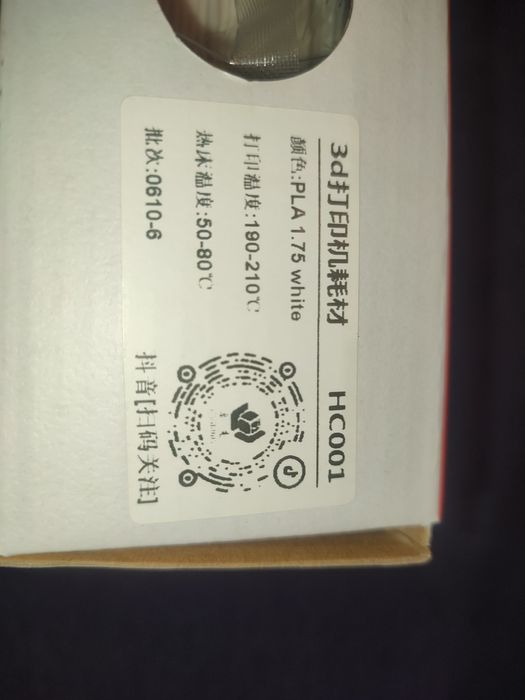 3d打印机耗材 HC001
颜色:PLA 1.75 white
打印温度:190-210℃
热床温度:50-80℃
批次:0610-6
抖音[扫码关注]